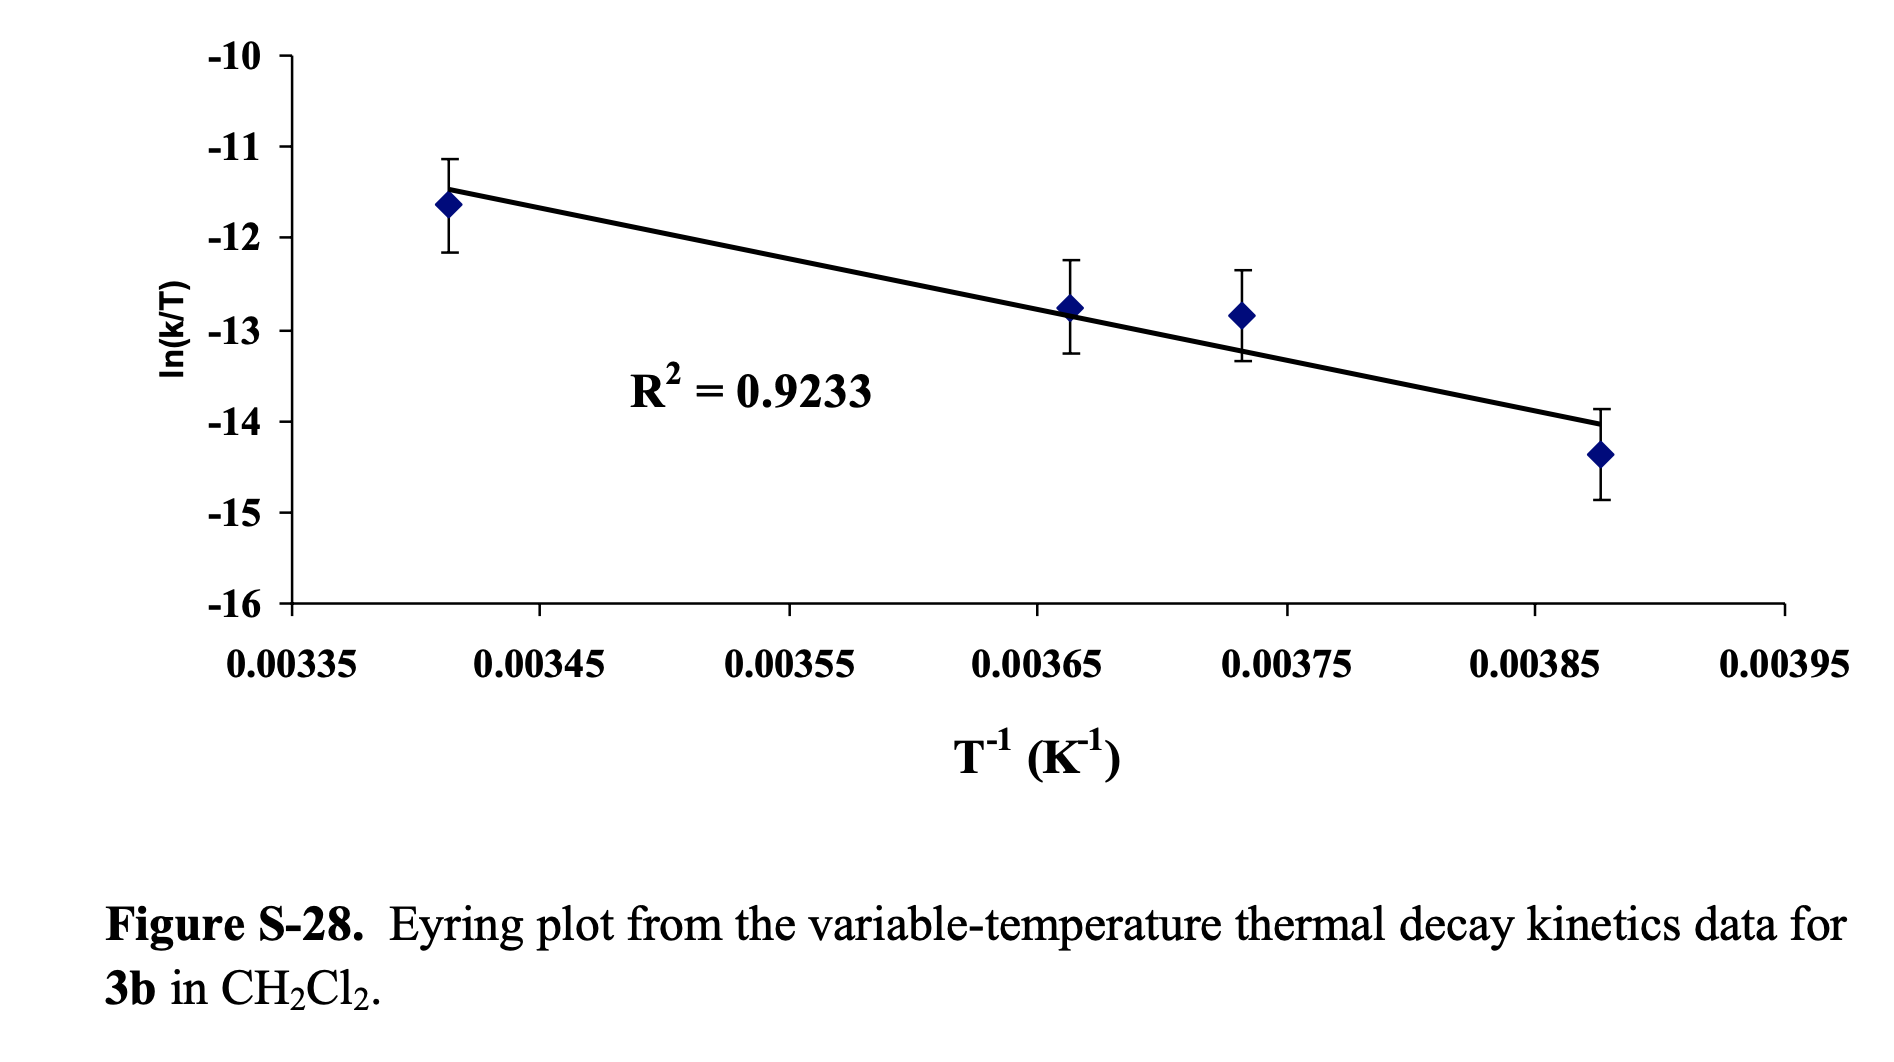 -10
-11
-12
-13
-14
-15
-16
ln(k/T)
R² = 0.9233
0.00335 0.00345 0.00355 0.00365 0.00375 0.00385 0.00395
T⁻¹ (K⁻¹)
Figure S-28. Eyring plot from the variable-temperature thermal decay kinetics data for
3b in CH₂Cl₂.